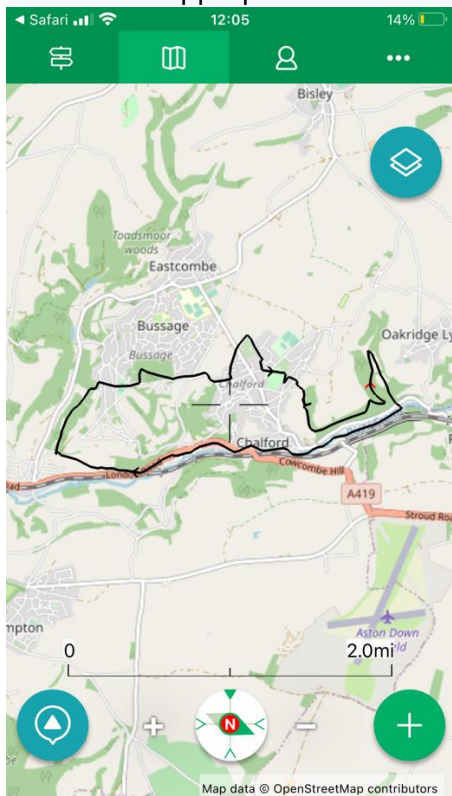 ◄ Safari
12:05
14%
Bisley
Toadsmoor
woods
Eastcombe
Bussage
Bussage
Oakridge Ly
Chalford
Chalford
London
Cowcombe Hill
A419
Stroud Roa
mpton
Aston Down
0
2.0mi
N
Map data © OpenStreetMap contributors